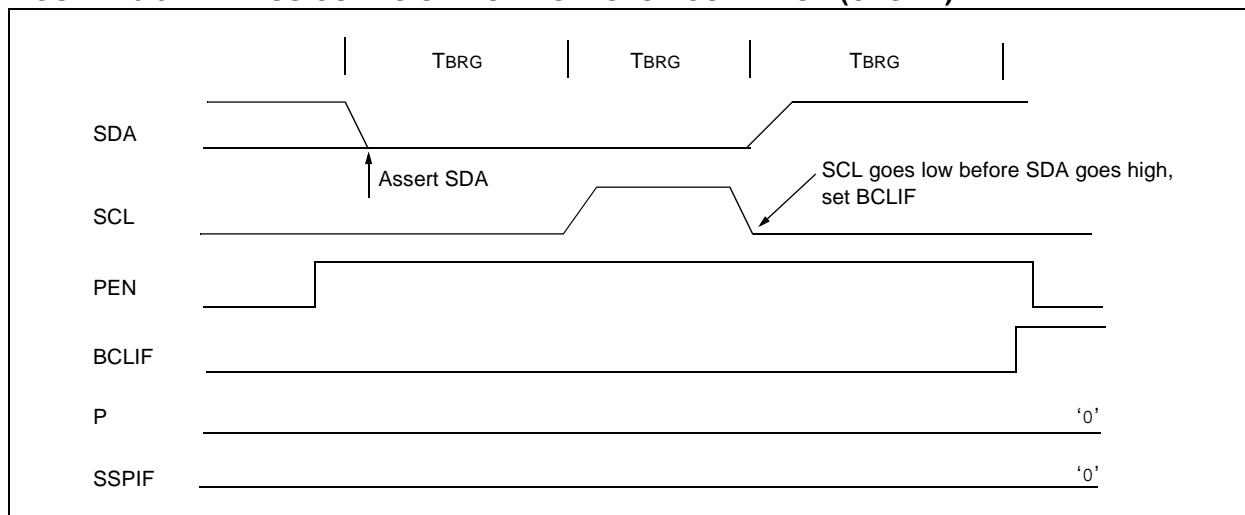 TBRG TBRG TBRG
SDA
Assert SDA
SCL goes low before SDA goes high,
set BCLIF
SCL
PEN
BCLIF
P
‘0’
SSPIF
‘0’